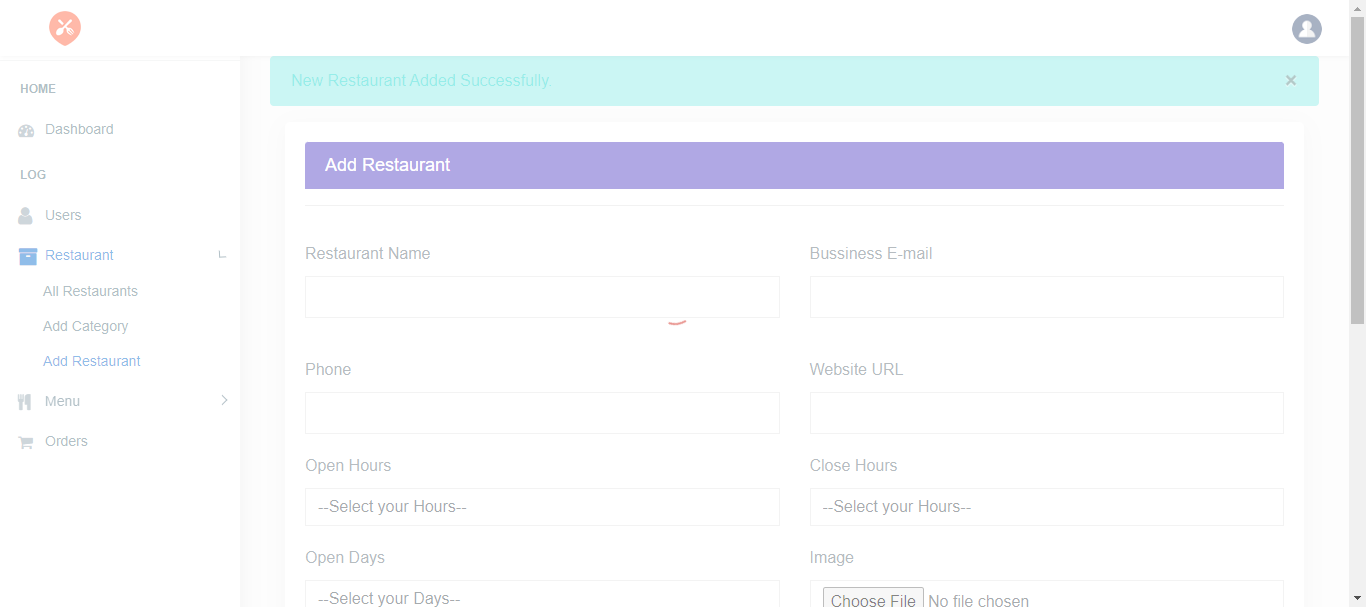 New Restaurant Added Successfully.
×
HOME
Dashboard
LOG
Users
Restaurant
All Restaurants
Add Category
Add Restaurant
Menu
Orders
Add Restaurant
Restaurant Name
Bussiness E-mail
Phone
Website URL
Open Hours
Close Hours
--Select your Hours--
--Select your Hours--
Open Days
Image
--Select your Days--
Choose File No file chosen